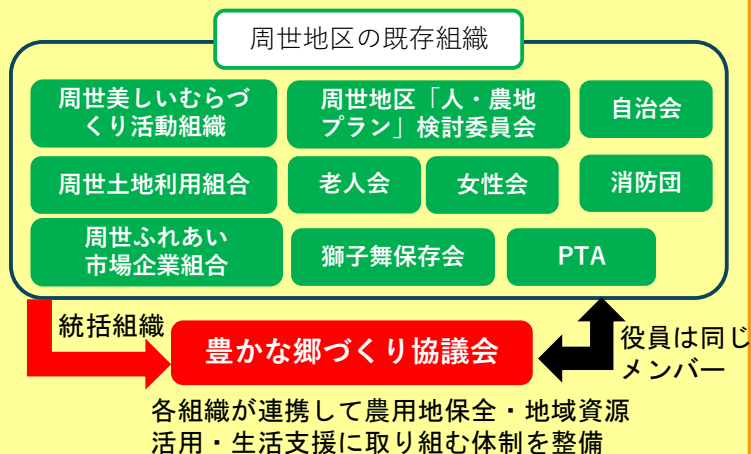 周世地区の既存組織
周世美しいむらづ
くり活動組織
周世地区「人・農地
プラン」検討委員会
自治会
周世土地利用組合
老人会
女性会
消防団
周世ふれあい
市場企業組合
獅子舞保存会
PTA
統括組織
豊かな郷づくり協議会
役員は同じ
メンバー
各組織が連携して農用地保全・地域資源
活用・生活支援に取り組む体制を整備